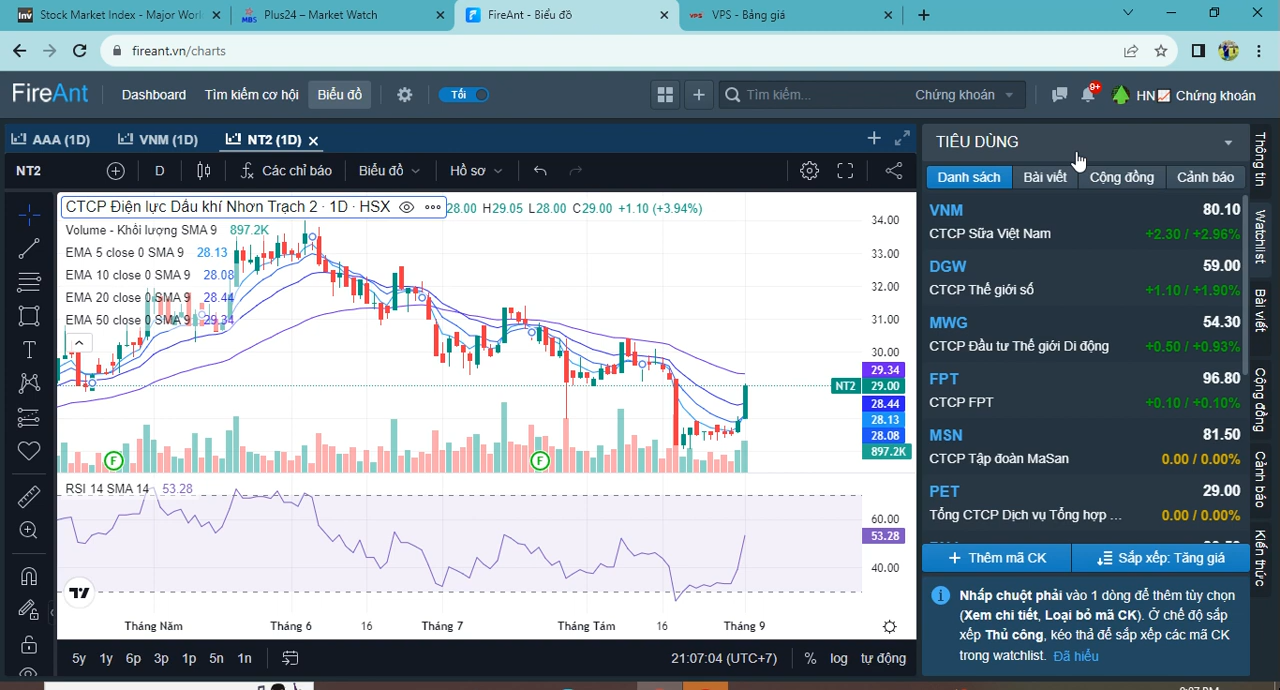 Stock Market Index - Major Worl
MBS Plus24 – Market Watch
FireAnt - Biểu đồ
VPS VPS - Bảng giá
fireant.vn/charts
FireAnt Dashboard Tìm kiếm cơ hội Biểu đồ Tối Tìm kiếm... Chứng khoán 9+ HN Chứng khoán
AAA (1D) VNM (1D) NT2 (1D)
NT2 D Các chỉ báo Biểu đồ Hồ sơ
CTCP Điện lực Dầu khí Nhơn Trạch 2 · 1D · HSX 28.00 H29.05 L28.00 C29.00 +1.10 (+3.94%)
Volume - Khối lượng SMA 9 897.2K
EMA 5 close 0 SMA 9 28.13
EMA 10 close 0 SMA 9 28.08
EMA 20 close 0 SMA 9 28.44
EMA 50 close 0 SMA 9 29.34
34.00
33.00
32.00
31.00
30.00
29.34
NT2 29.00
28.44
28.13
28.08
897.2K
F F
RSI 14 SMA 14 53.28
60.00
53.28
40.00
Tháng Năm Tháng 6 16 Tháng 7 Tháng Tám 16 Tháng 9
5y 1y 6p 3p 1p 5n 1n 21:07:04 (UTC+7) % log tự động
TIÊU DÙNG
Danh sách Bài viết Cộng đồng Cảnh báo
VNM 80.10
CTCP Sữa Việt Nam +2.30 / +2.96%
DGW 59.00
CTCP Thế giới số +1.10 / +1.90%
MWG 54.30
CTCP Đầu tư Thế giới Di động +0.50 / +0.93%
FPT 96.80
CTCP FPT +0.10 / +0.10%
MSN 81.50
CTCP Tập đoàn MaSan 0.00 / 0.00%
PET 29.00
Tổng CTCP Dịch vụ Tổng hợp ... 0.00 / 0.00%
+ Thêm mã CK Sắp xếp: Tăng giá
Nhấp chuột phải vào 1 dòng để thêm tùy chọn
(Xem chi tiết, Loại bỏ mã CK). Ở chế độ sắp
xếp Thủ công, kéo thả để sắp xếp các mã CK
trong watchlist. Đã hiểu
Thông tin
Watchlist
Bài viết
Cộng đồng
Cảnh báo
Kiến thức